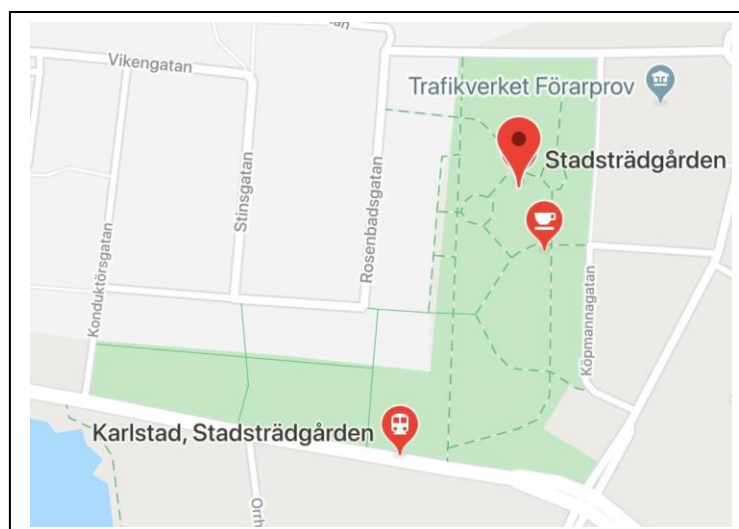 Vikengatan
Trafikverket Förarprov
Stadsträdgården
Stinsgatan
Rosenbadsgatan
Konduktörsgatan
Köpmannagatan
Karlstad, Stadsträdgården